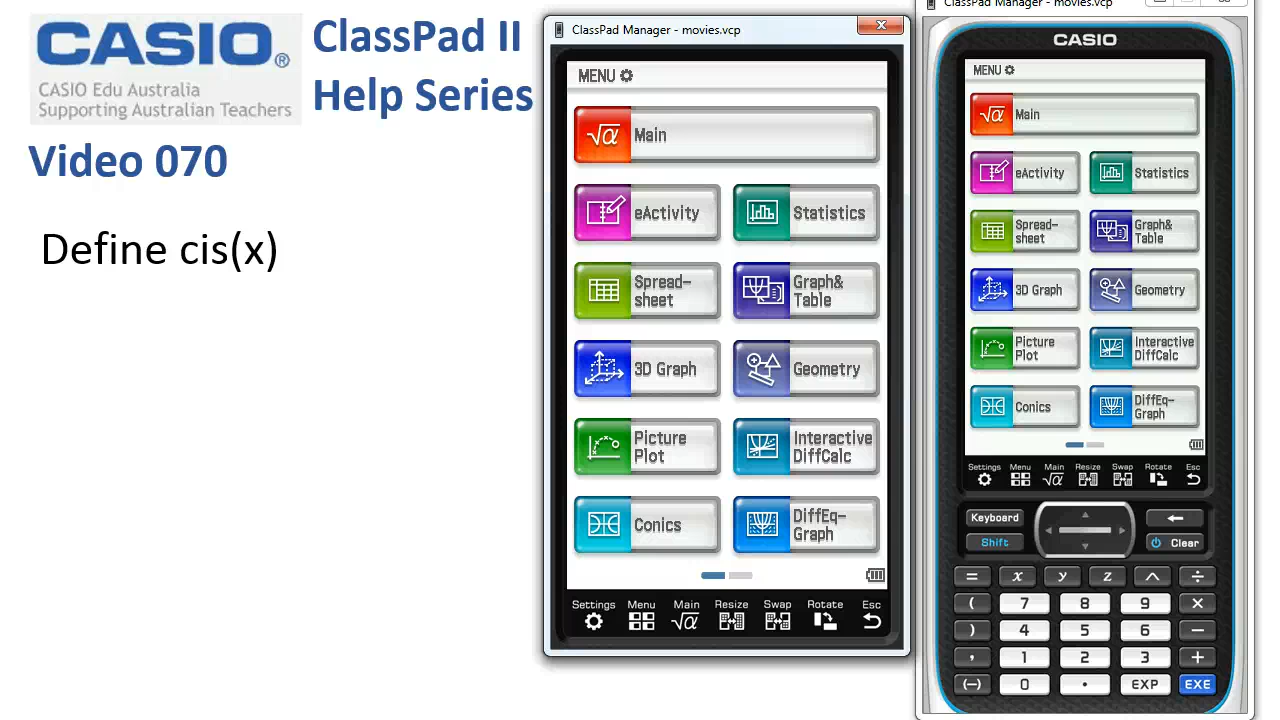 CASIO®
CASIO Edu Australia
Supporting Australian Teachers
ClassPad II
Help Series
Video 070
Define cis(x)
ClassPad Manager - movies.vcp
MENU
√α Main
eActivity
Statistics
Spread-
sheet
Graph&
Table
3D Graph
Geometry
Picture
Plot
Interactive
DiffCalc
Conics
DiffEq-
Graph
Settings Menu Main Resize Swap Rotate Esc
√α
ClassPad Manager - movies.vcp
CASIO
MENU
√α Main
eActivity
Statistics
Spread-
sheet
Graph&
Table
3D Graph
Geometry
Picture
Plot
Interactive
DiffCalc
Conics
DiffEq-
Graph
Settings Menu Main Resize Swap Rotate Esc
√α
Keyboard
Shift
Clear
= x y z ^ ÷
( 7 8 9 ×
) 4 5 6 −
, 1 2 3 +
(−) 0 • EXP EXE